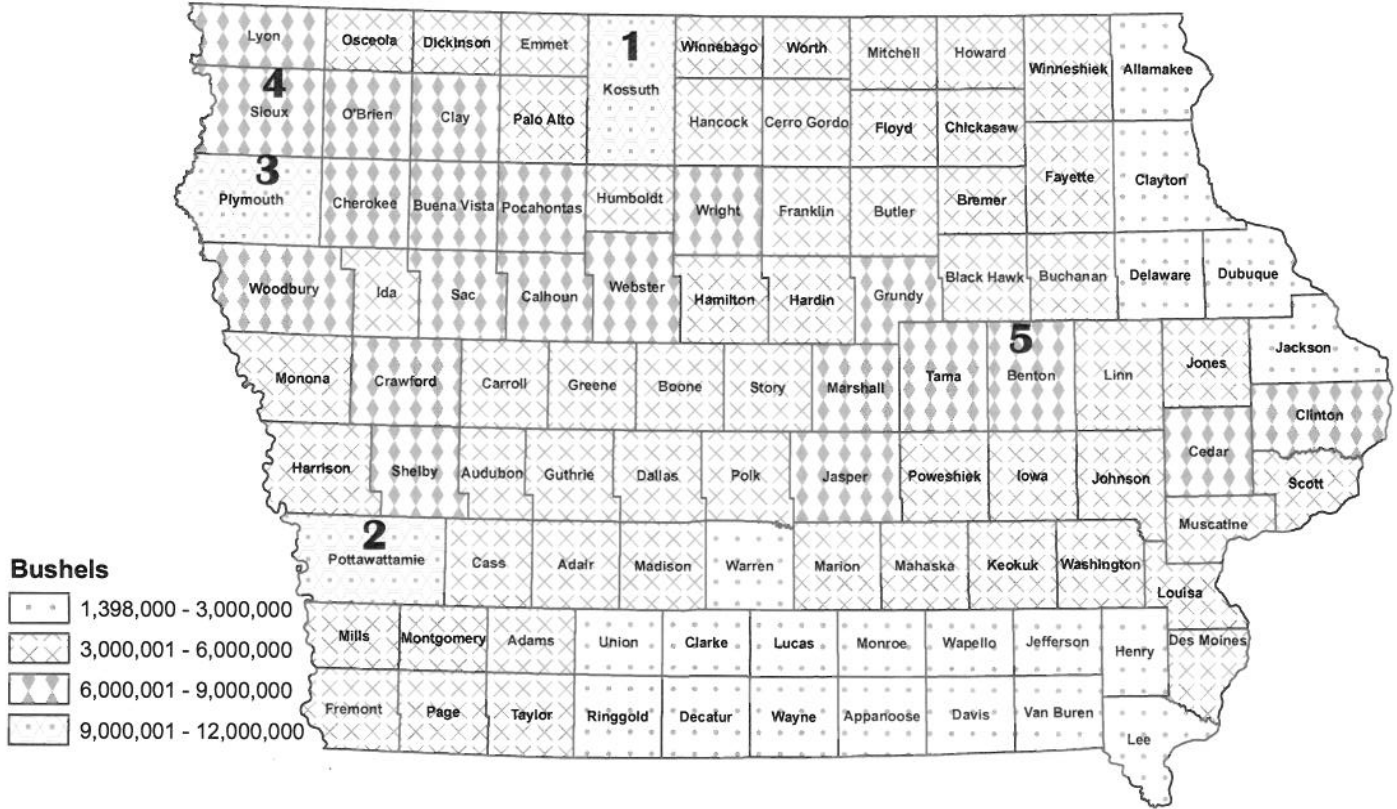 1
Lyon Osceola Dickinson Emmet Winnebago Worth Mitchell Howard Winneshiek Allamakee
4
Sioux O'Brien Clay Palo Alto Kossuth Hancock Cerro Gordo Floyd Chickasaw
3
Plymouth Cherokee Buena Vista Pocahontas Humboldt Wright Franklin Butler Bremer Fayette Clayton
Woodbury Ida Sac Calhoun Webster Hamilton Hardin Grundy Black Hawk Buchanan Delaware Dubuque
5
Monona Crawford Carroll Greene Boone Story Marshall Tama Benton Linn Jones Jackson
Clinton
Harrison Shelby Audubon Guthrie Dallas Polk Jasper Poweshiek Iowa Johnson Cedar Scott
2
Muscatine
Pottawattamie Cass Adair Madison Warren Marion Mahaska Keokuk Washington
Louisa
Mills Montgomery Adams Union Clarke Lucas Monroe Wapello Jefferson Henry Des Moines
Fremont Page Taylor Ringgold Decatur Wayne Appanoose Davis Van Buren Lee
Bushels
1,398,000 - 3,000,000
3,000,001 - 6,000,000
6,000,001 - 9,000,000
9,000,001 - 12,000,000